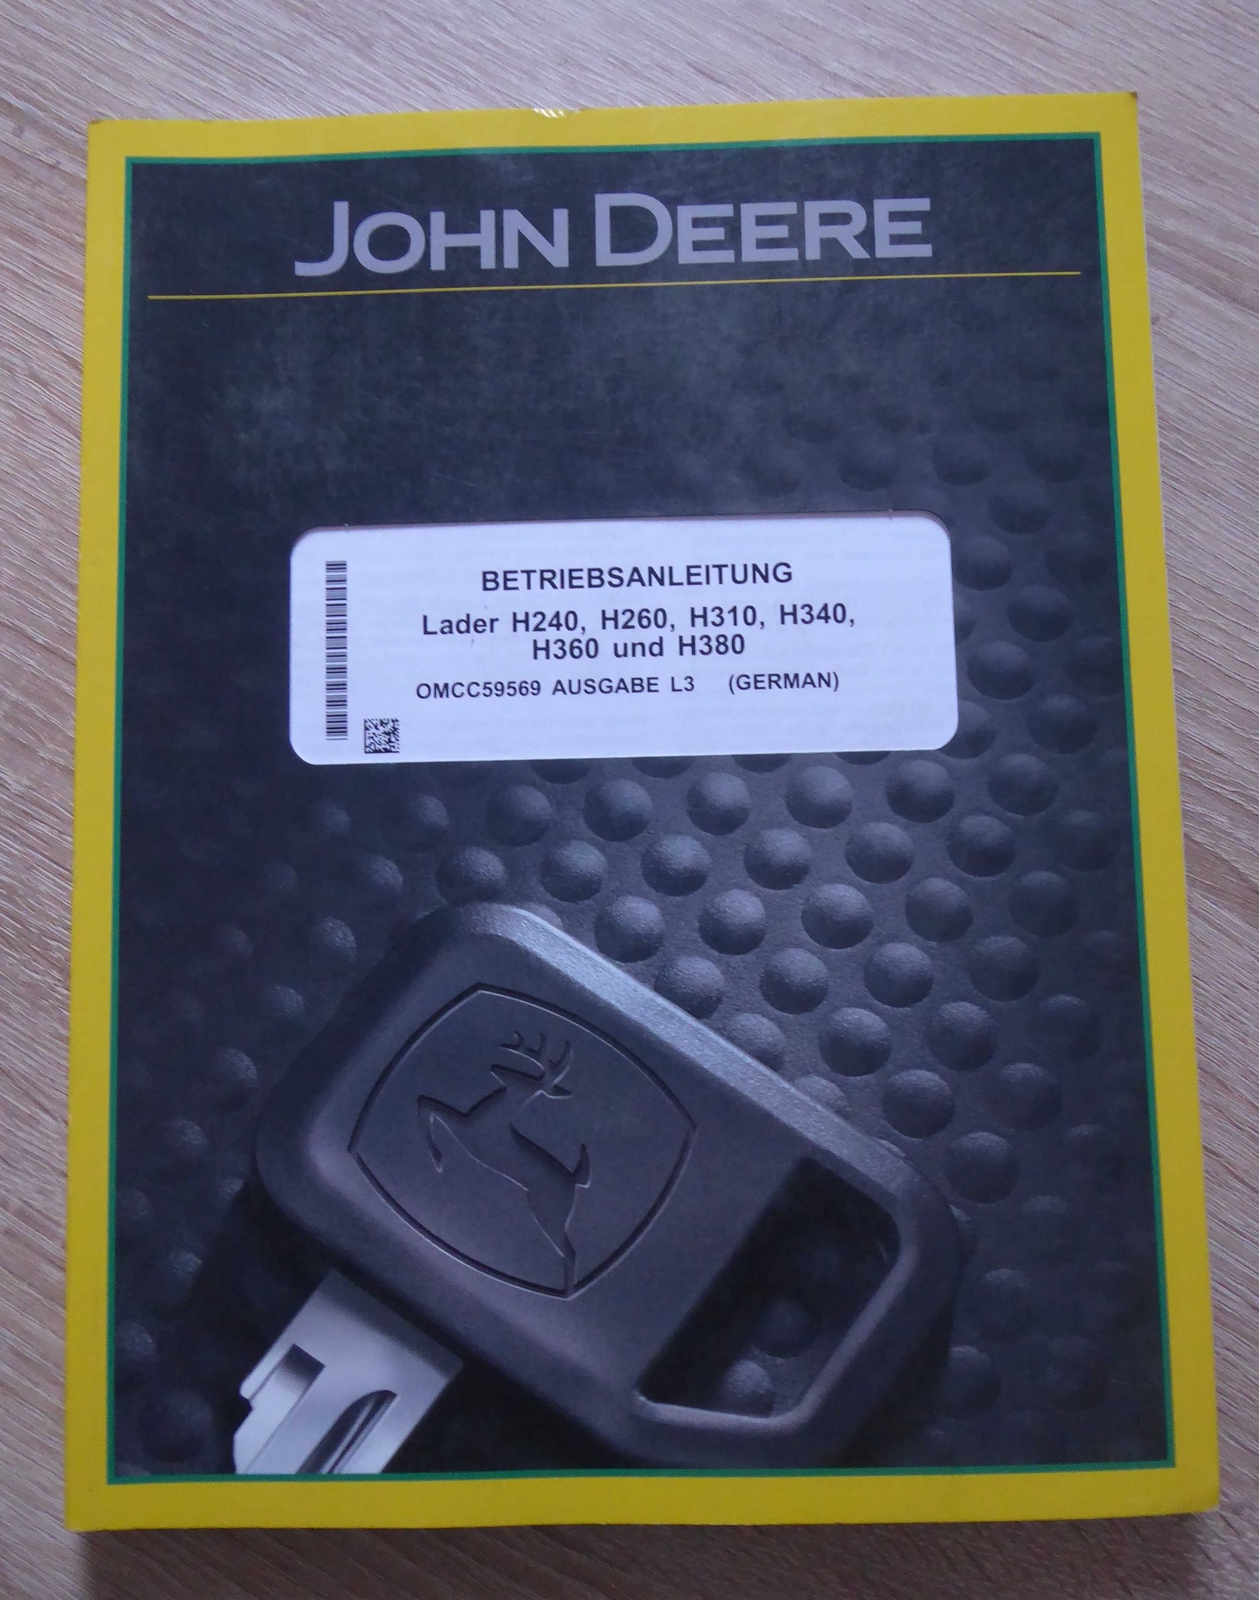 JOHN DEERE
BETRIEBSANLEITUNG
Lader H240, H260, H310, H340,
H360 und H380
OMCC59569 AUSGABE L3 (GERMAN)